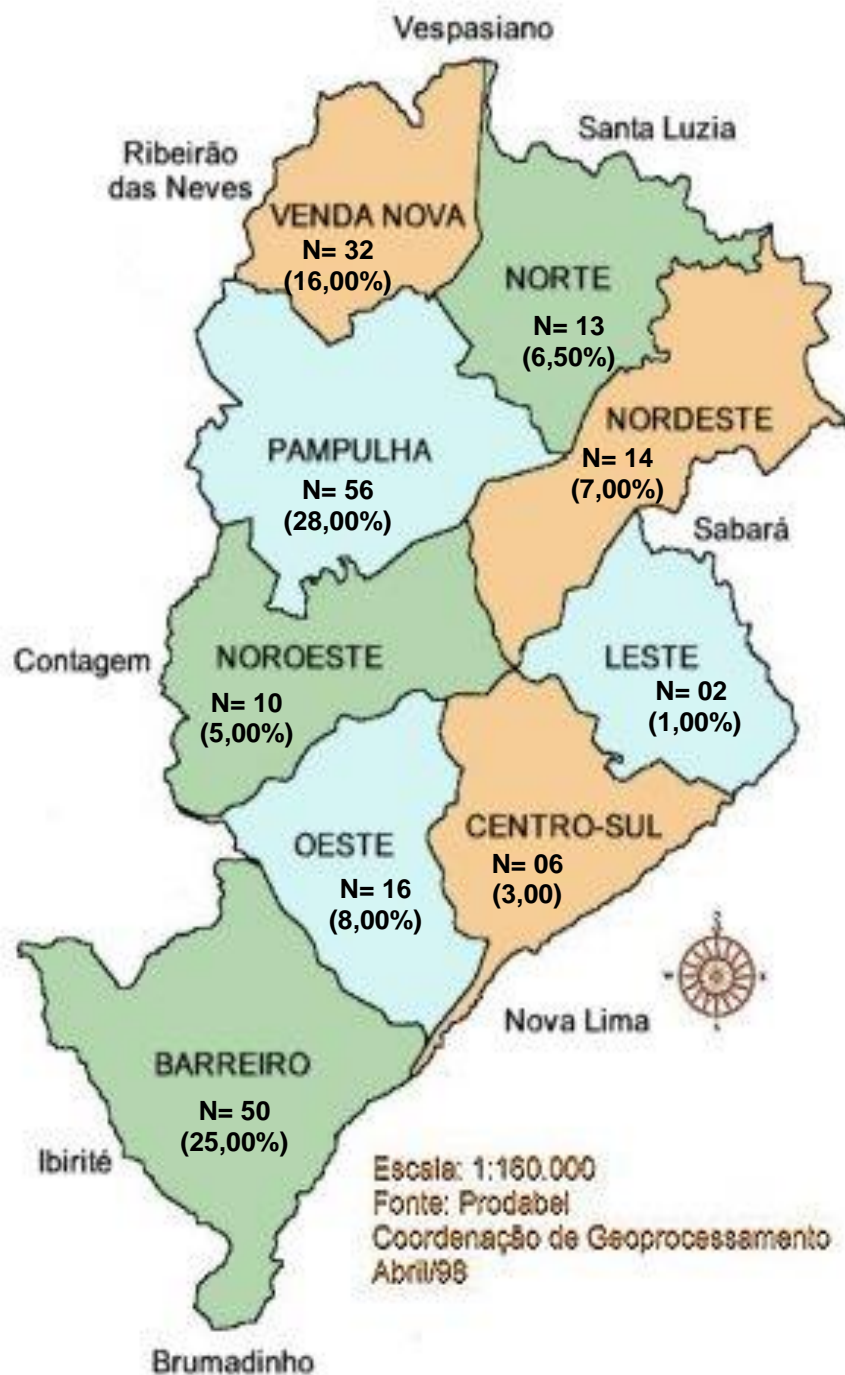 Vespasiano
Santa Luzia
Ribeirão
das Neves
VENDA NOVA
N= 32
(16,00%)
NORTE
N= 13
(6,50%)
NORDESTE
N= 14
(7,00%)
PAMPULHA
N= 56
(28,00%)
Sabará
Contagem
NOROESTE
N= 10
(5,00%)
LESTE
N= 02
(1,00%)
OESTE
N= 16
(8,00%)
CENTRO-SUL
N= 06
(3,00)
Nova Lima
BARREIRO
N= 50
(25,00%)
Ibirité
Escala: 1:160.000
Fonte: Prodabel
Coordenação de Geoprocessamento
Abril/98
Brumadinho